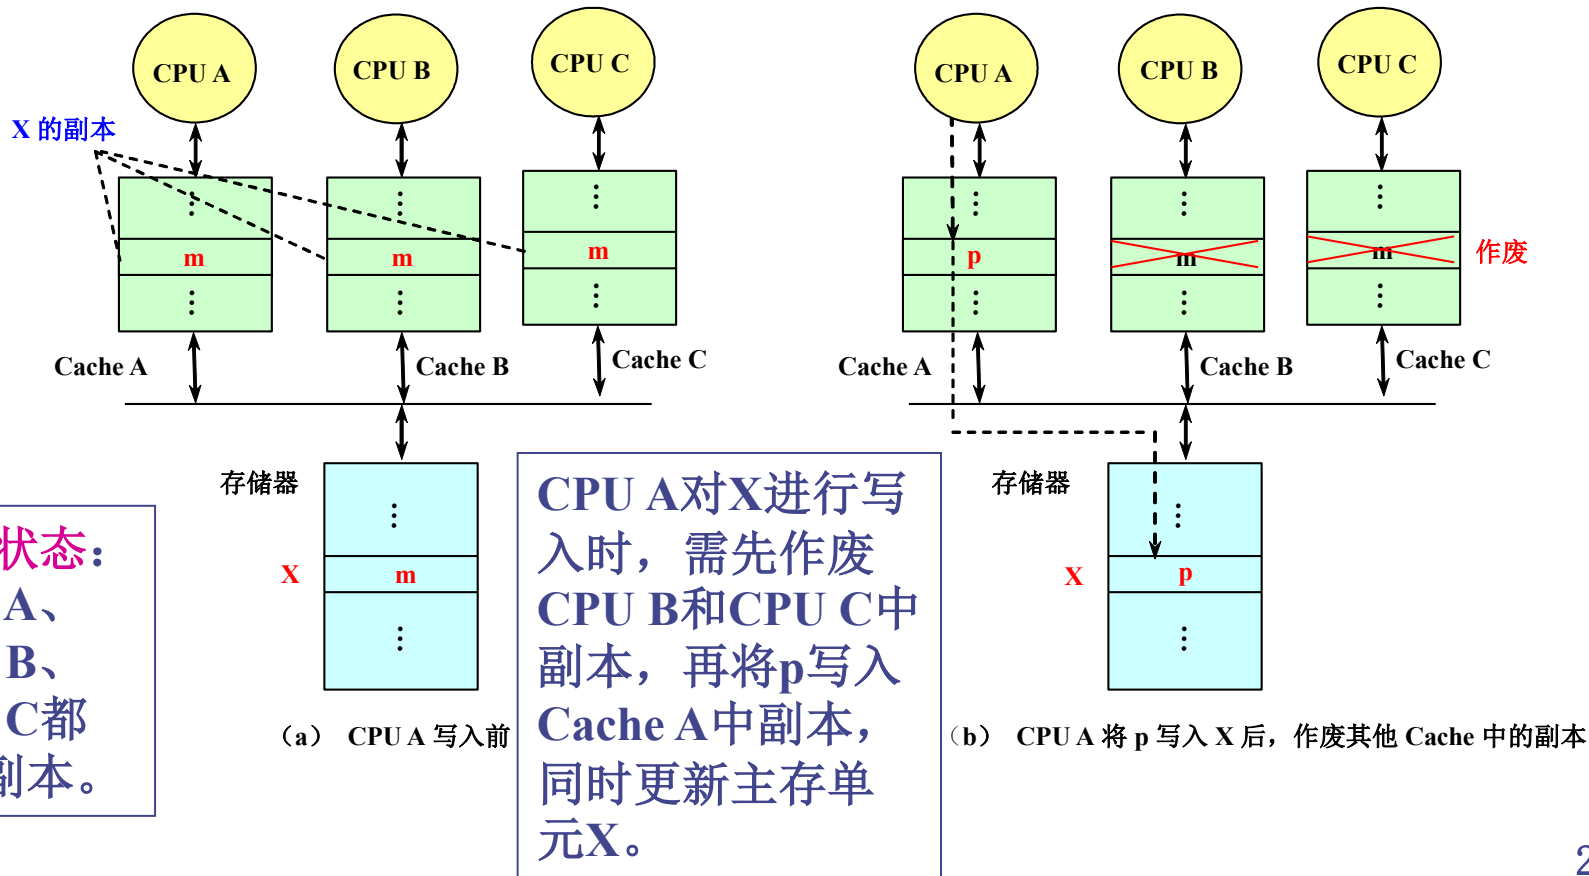 CPU A
CPU B
CPU C
X 的副本
m
m
m
Cache A
Cache B
Cache C
存储器
X
m
（a） CPU A 写入前
状态：
A、
B、
C都
副本。
CPU A对X进行写
入时，需先作废
CPU B和CPU C中
副本，再将p写入
Cache A中副本，
同时更新主存单
元X。
CPU A
CPU B
CPU C
p
m
m
作废
Cache A
Cache B
Cache C
存储器
X
p
（b） CPU A 将 p 写入 X 后，作废其他 Cache 中的副本
2